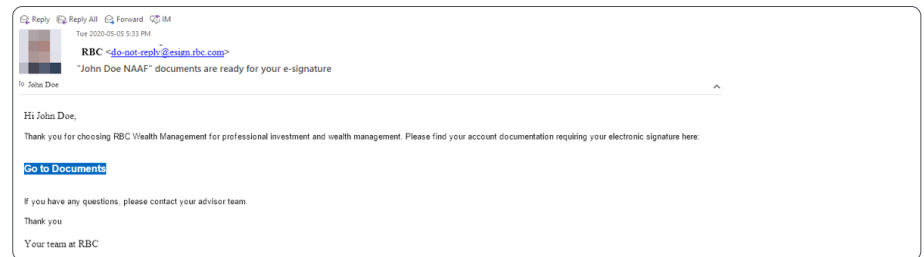 Reply Reply All Forward IM
Tue 2020-05-05 5:33 PM
RBC <do-not-reply@esign.rbc.com>
"John Doe NAAF" documents are ready for your e-signature
To John Doe
Hi John Doe,
Thank you for choosing RBC Wealth Management for professional investment and wealth management. Please find your account documentation requiring your electronic signature here:
Go to Documents
If you have any questions, please contact your advisor team.
Thank you
Your team at RBC